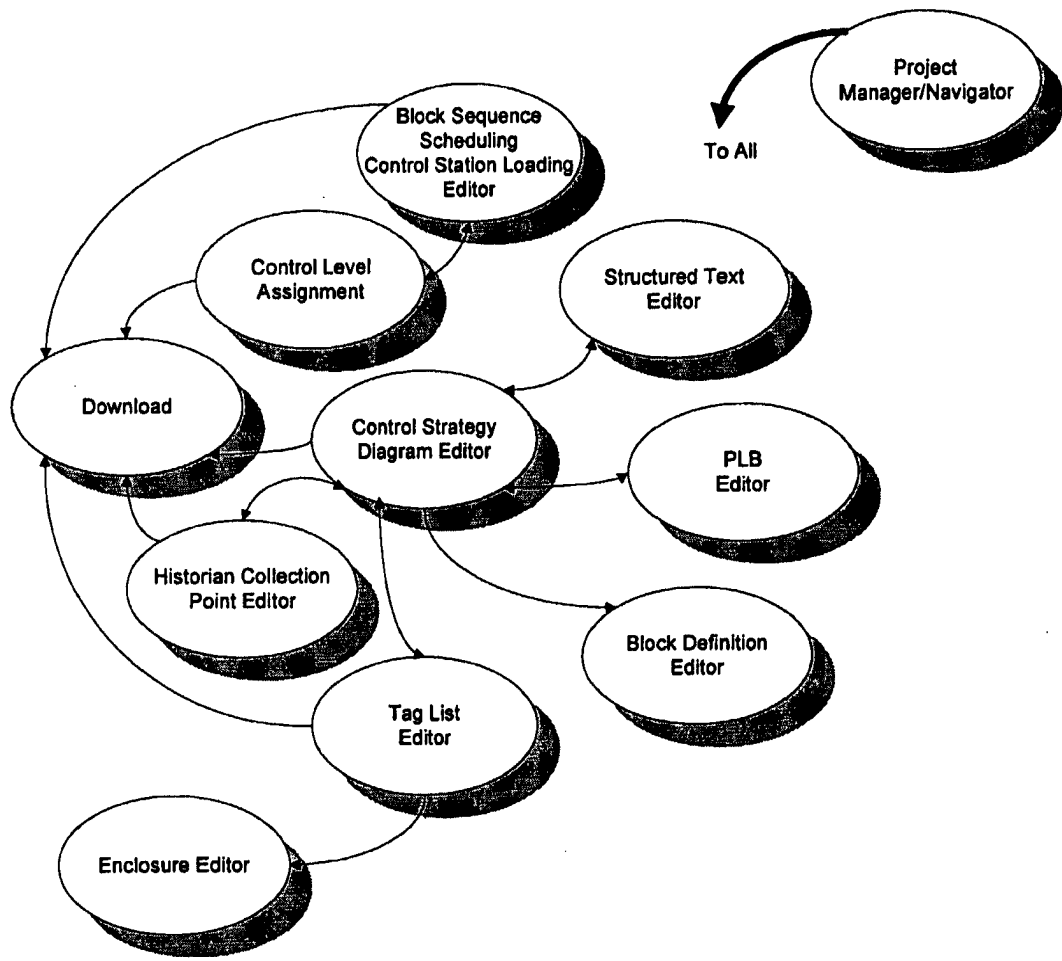 Project
Manager/Navigator
To All
Block Sequence
Scheduling
Control Station Loading
Editor
Control Level
Assignment
Structured Text
Editor
Download
Control Strategy
Diagram Editor
PLB
Editor
Historian Collection
Point Editor
Block Definition
Editor
Tag List
Editor
Enclosure Editor